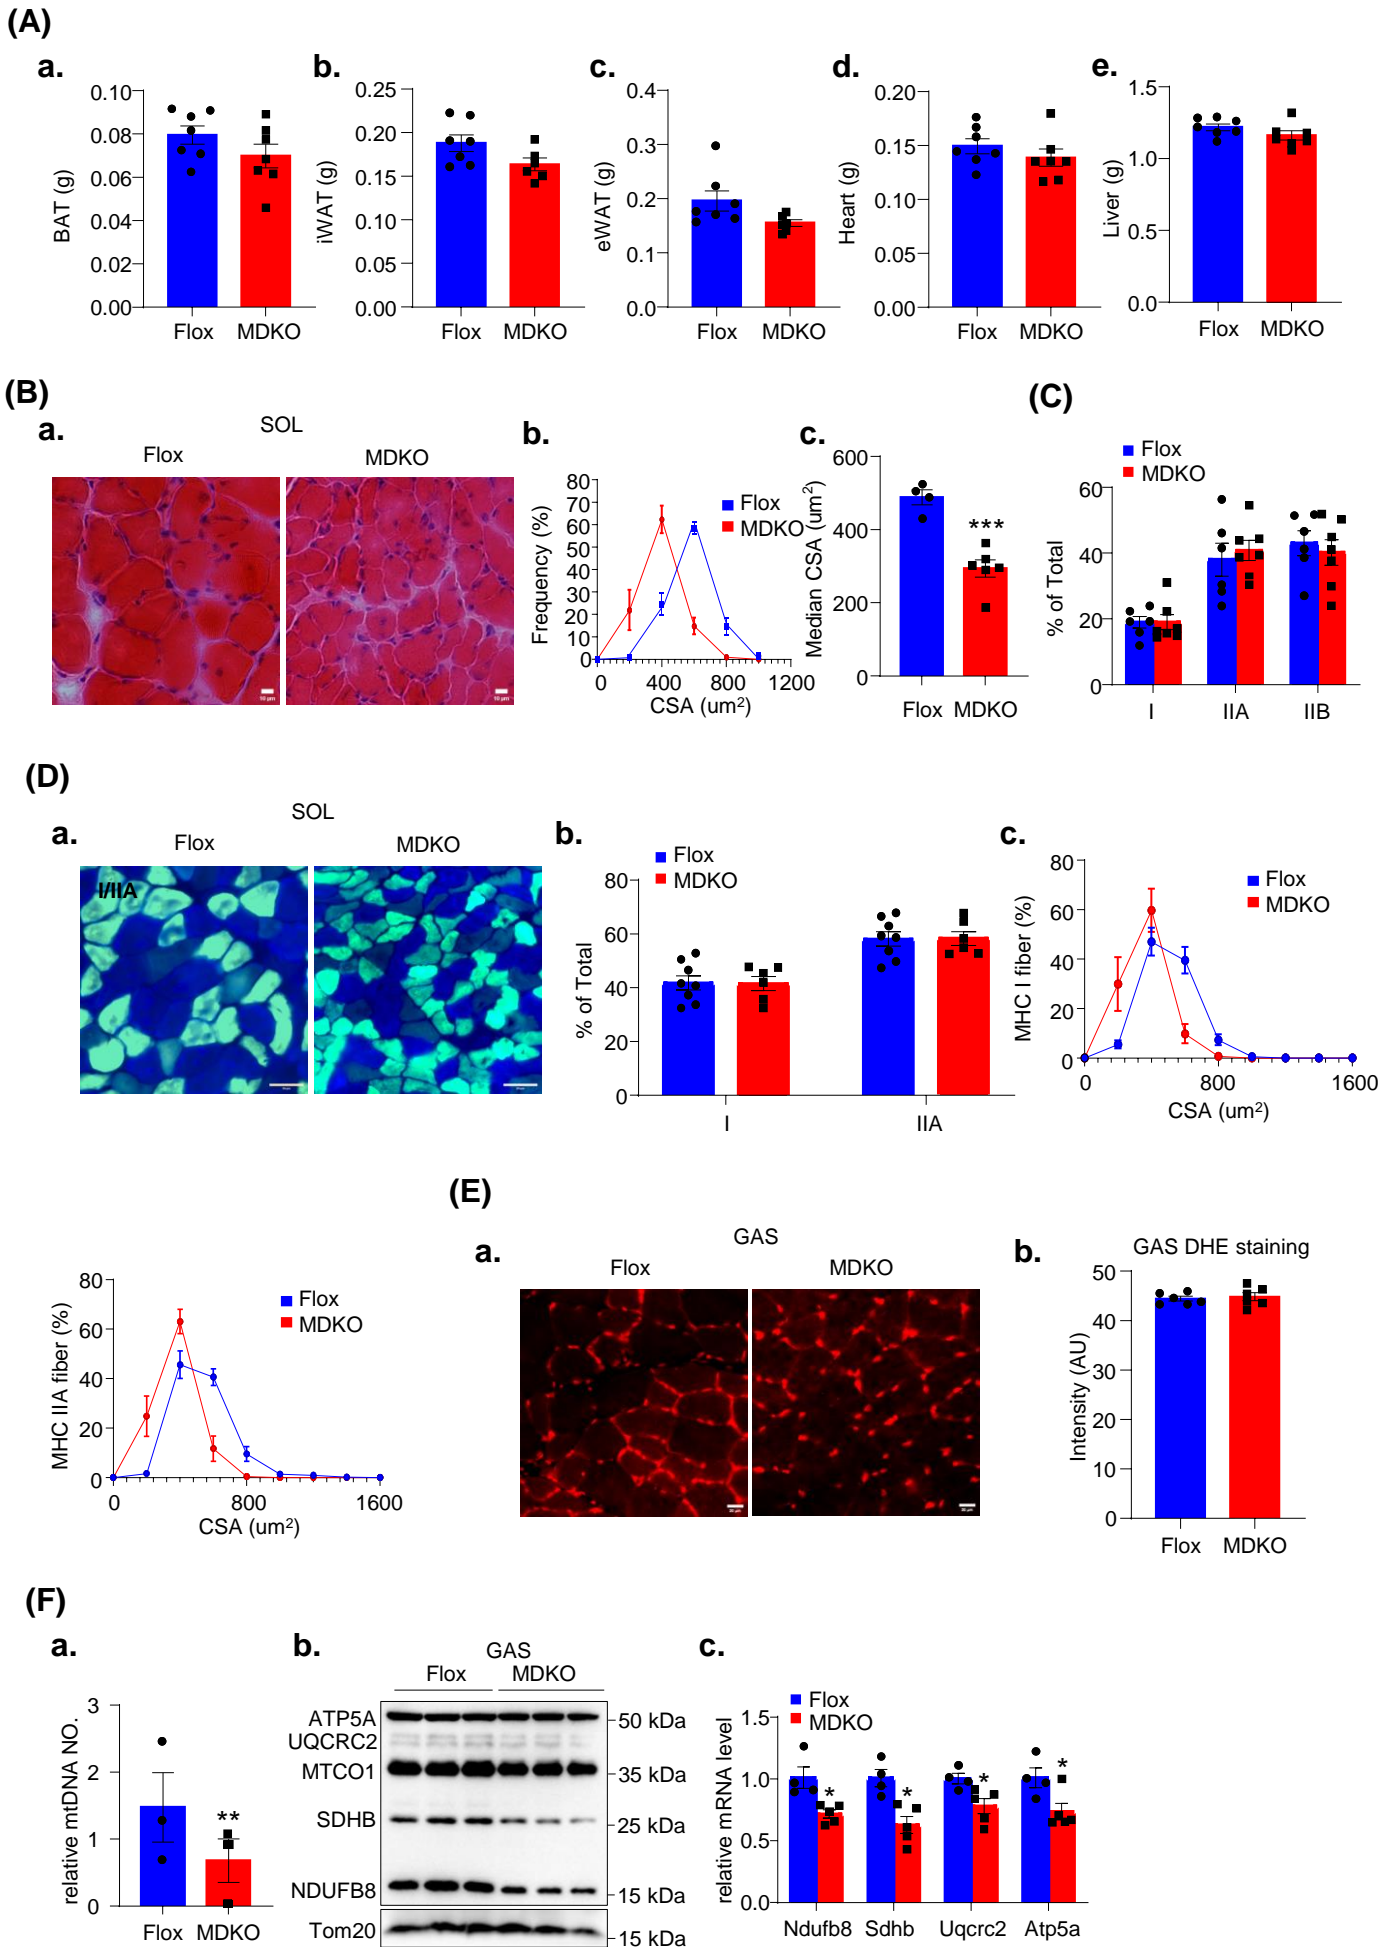 (A)
a.
b.
c.
d.
e.
BAT (g)
0.10
0.08
0.06
0.04
0.02
0.00
Flox MDKO
iWAT (g)
0.25
0.20
0.15
0.10
0.05
0.00
Flox MDKO
eWAT (g)
0.4
0.3
0.2
0.1
0.0
Flox MDKO
Heart (g)
0.20
0.15
0.10
0.05
0.00
Flox MDKO
Liver (g)
1.5
1.0
0.5
0.0
Flox MDKO
(B)
a.
SOL
Flox MDKO
10 µm
10 µm
b.
Frequency (%)
80
70
60
50
40
30
20
10
0
Flox
MDKO
0 400 800 1200
CSA (um²)
c.
Median CSA (um²)
600
400
200
0
***
Flox MDKO
(C)
Flox
MDKO
% of Total
60
40
20
0
I IIA IIB
(D)
a.
SOL
Flox MDKO
I/IIA
b.
Flox
MDKO
% of Total
80
60
40
20
0
I IIA
c.
MHC I fiber (%)
80
60
40
20
0
Flox
MDKO
0 800 1600
CSA (um²)
MHC IIA fiber (%)
80
60
40
20
0
Flox
MDKO
0 800 1600
CSA (um²)
(E)
a.
GAS
Flox MDKO
b.
GAS DHE staining
Intensity (AU)
50
40
30
20
10
0
Flox MDKO
(F)
a.
relative mtDNA NO.
3
2
1
0
**
Flox MDKO
b.
GAS
Flox MDKO
ATP5A
UQCRC2
MTCO1
SDHB
NDUFB8
Tom20
50 kDa
35 kDa
25 kDa
15 kDa
15 kDa
c.
Flox
MDKO
relative mRNA level
1.5
1.0
0.5
0.0
* * * *
Ndufb8 Sdhb Uqcrc2 Atp5a